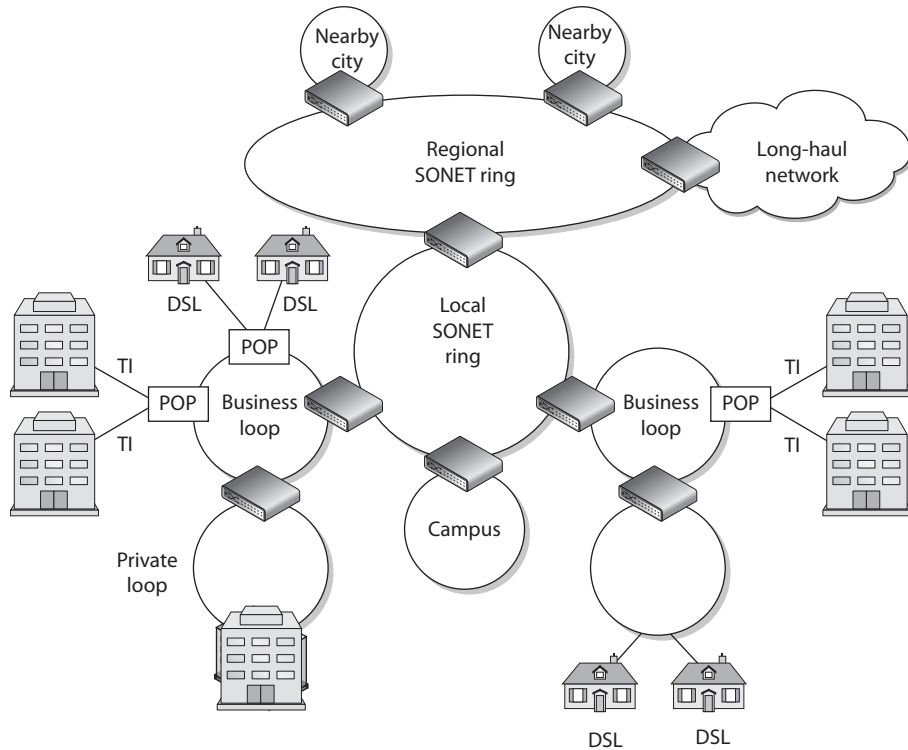 Nearby
city
Nearby
city
Regional
SONET ring
Long-haul
network
DSL
DSL
Local
SONET
ring
POP
TI
POP
TI
Business
loop
Business
loop
POP
TI
TI
Campus
Private
loop
DSL
DSL